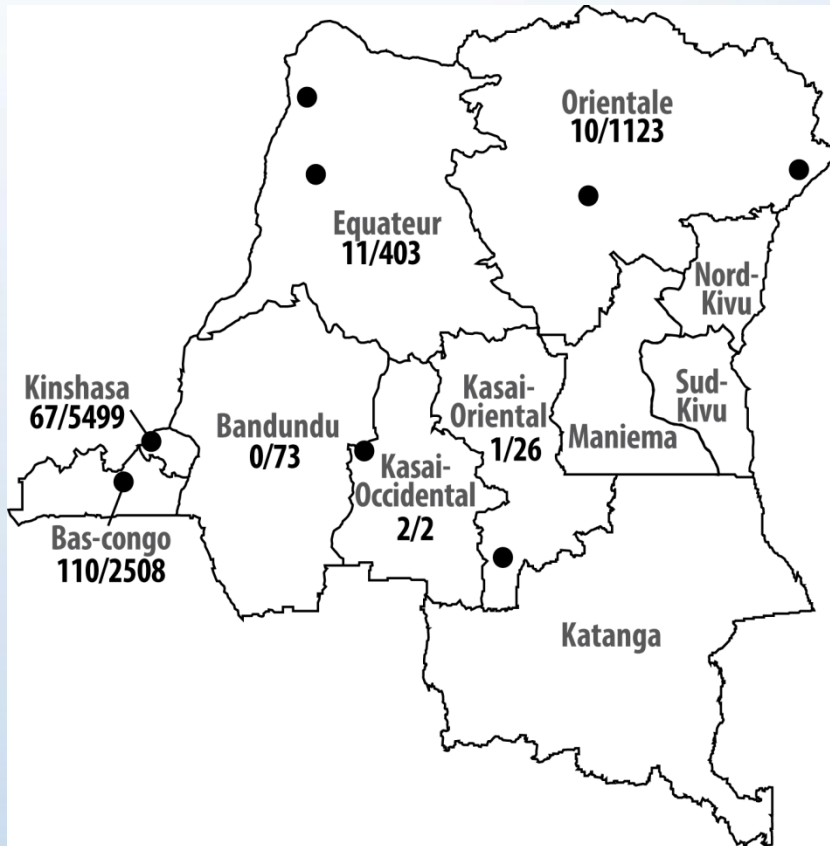 Orientale
10/1123
Equateur
11/403
Nord-
Kivu
Kinshasa
67/5499
Bandundu
0/73
Kasai-
Oriental
1/26
Sud-
Kivu
Maniema
Kasai-
Occidental
2/2
Bas-congo
110/2508
Katanga